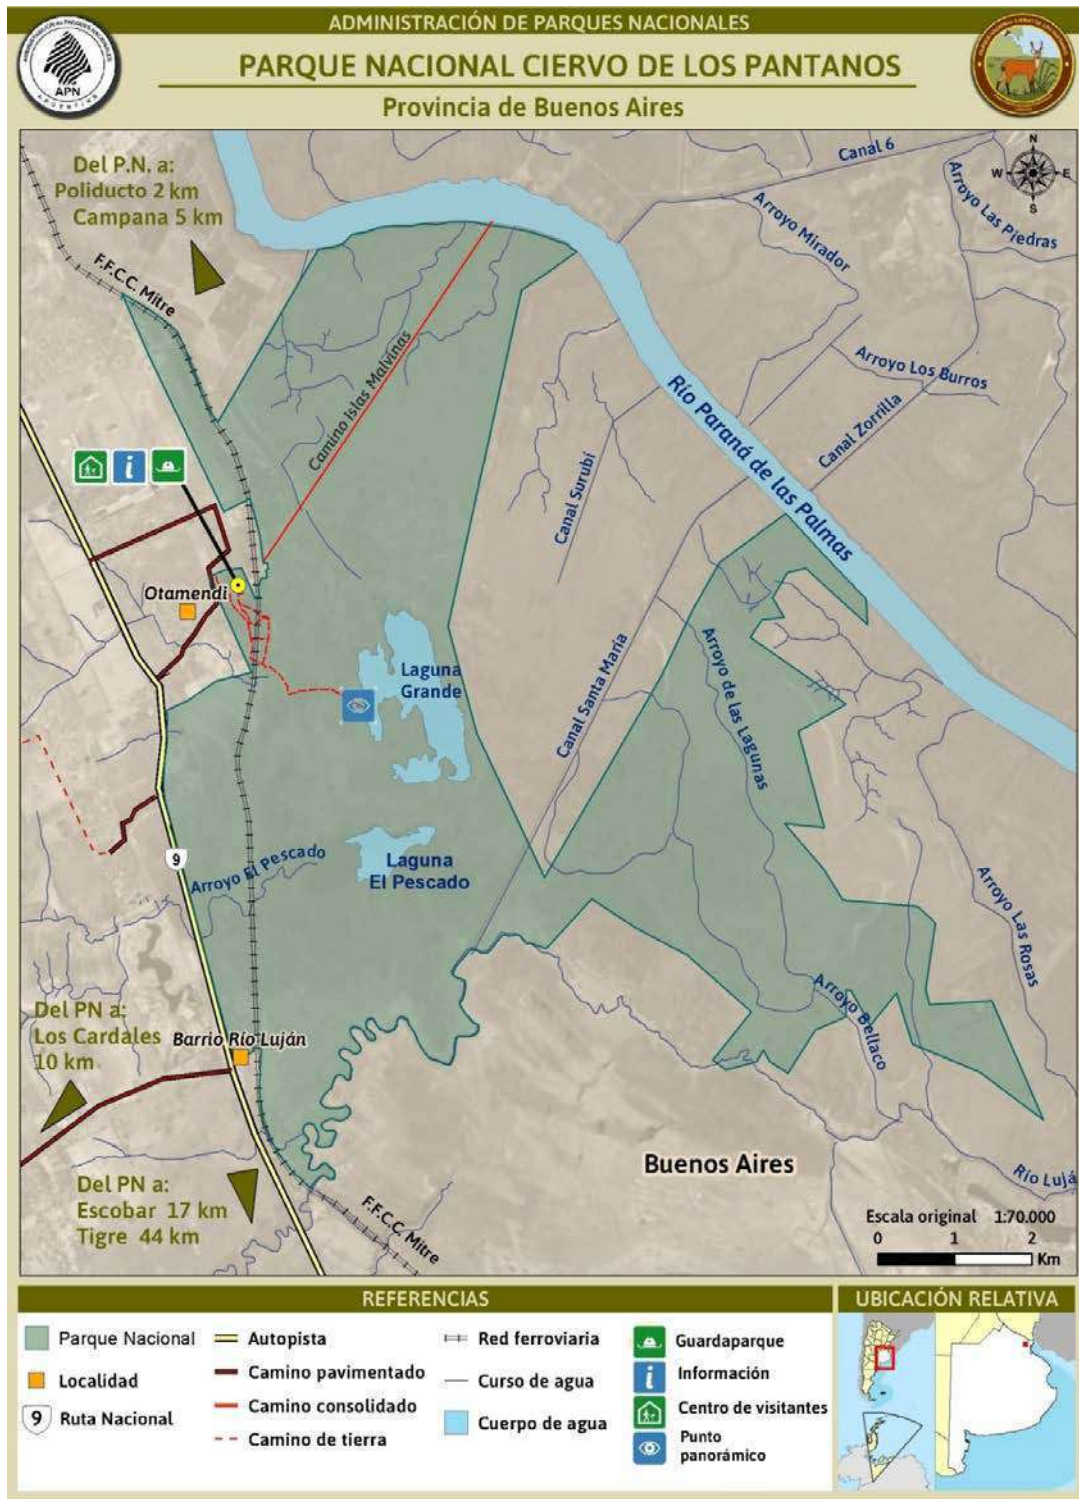 ADMINISTRACIÓN DE PARQUES NACIONALES
PARQUE NACIONAL CIERVO DE LOS PANTANOS
Provincia de Buenos Aires
APN
ARGENTINA
Del P.N. a:
Poliducto 2 km
Campana 5 km
F.F.C.C. Mitre
Canal 6
N
W
E
S
Arroyo Las Piedras
Arroyo Mirador
Camino Islas Malvinas
Arroyo Los Burros
Río Paraná de las Palmas
Canal Zorrilla
Canal Surubí
i
Otamendi
Laguna
Grande
Canal Santa María
Arroyo de las Lagunas
9
Arroyo El Pescado
Laguna
El Pescado
Arroyo Las Rosas
Arroyo Bellaco
Del PN a:
Los Cardales
10 km
Barrio Río Luján
Buenos Aires
Río Lujá
Del PN a:
Escobar 17 km
Tigre 44 km
F.F.C.C. Mitre
Escala original 1:70.000
0 1 2
Km
REFERENCIAS
UBICACIÓN RELATIVA
Parque Nacional
Localidad
9 Ruta Nacional
Autopista
Camino pavimentado
Camino consolidado
Camino de tierra
Red ferroviaria
Curso de agua
Cuerpo de agua
Guardaparque
i Información
Centro de visitantes
Punto
panorámico